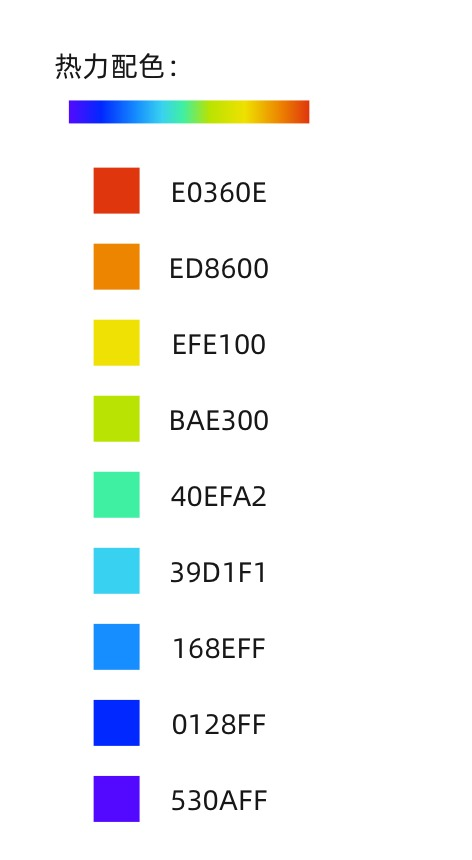 热力配色：
E0360E
ED8600
EFE100
BAE300
40EFA2
39D1F1
168EFF
0128FF
530AFF